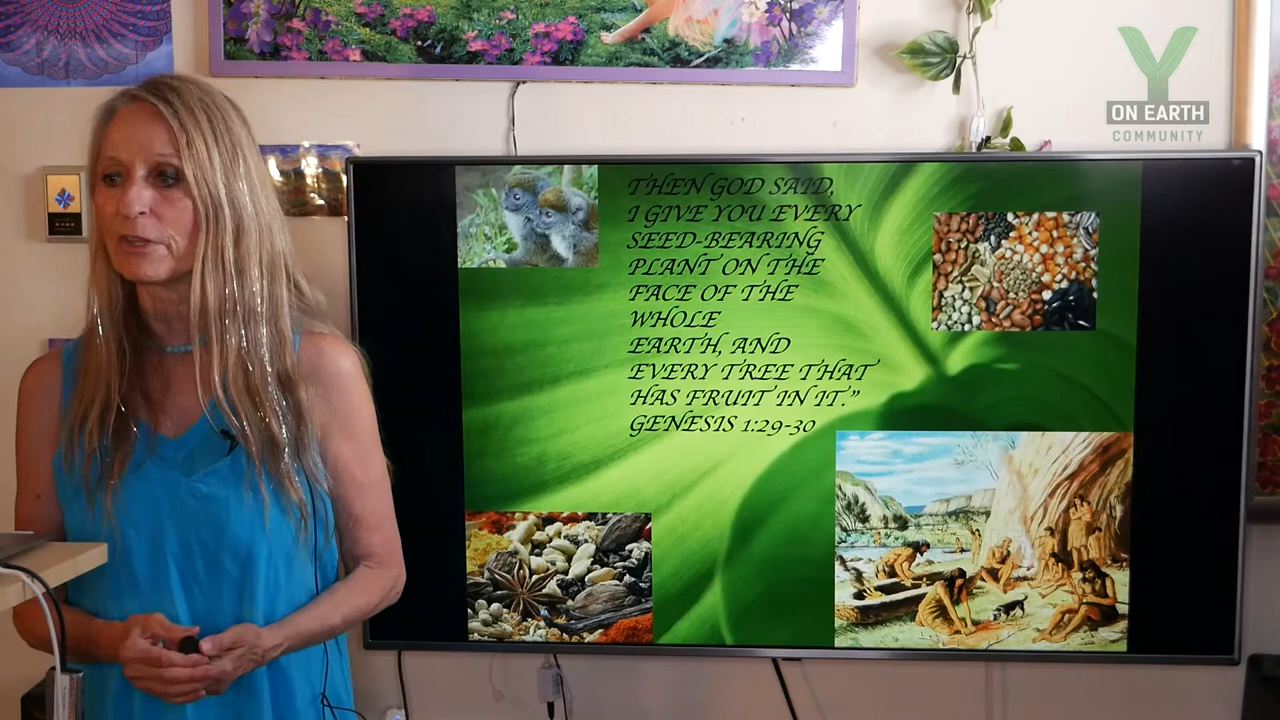 Y
ON EARTH
COMMUNITY
THEN GOD SAID,
I GIVE YOU EVERY
SEED-BEARING
PLANT ON THE
FACE OF THE
WHOLE
EARTH, AND
EVERY TREE THAT
HAS FRUIT IN IT.”
GENESIS 1:29-30